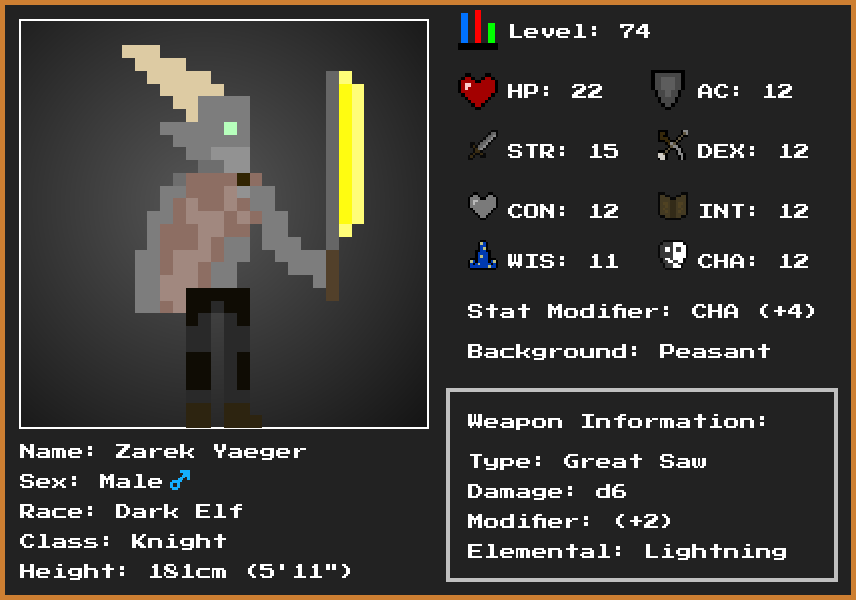 Level: 74
HP: 22
AC: 12
STR: 15
DEX: 12
CON: 12
INT: 12
WIS: 11
CHA: 12
Stat Modifier: CHA (+4)
Background: Peasant
Weapon Information:
Type: Great Saw
Damage: d6
Modifier: (+2)
Elemental: Lightning
Name: Zarek Yaeger
Sex: Male ♂
Race: Dark Elf
Class: Knight
Height: 181cm (5'11")